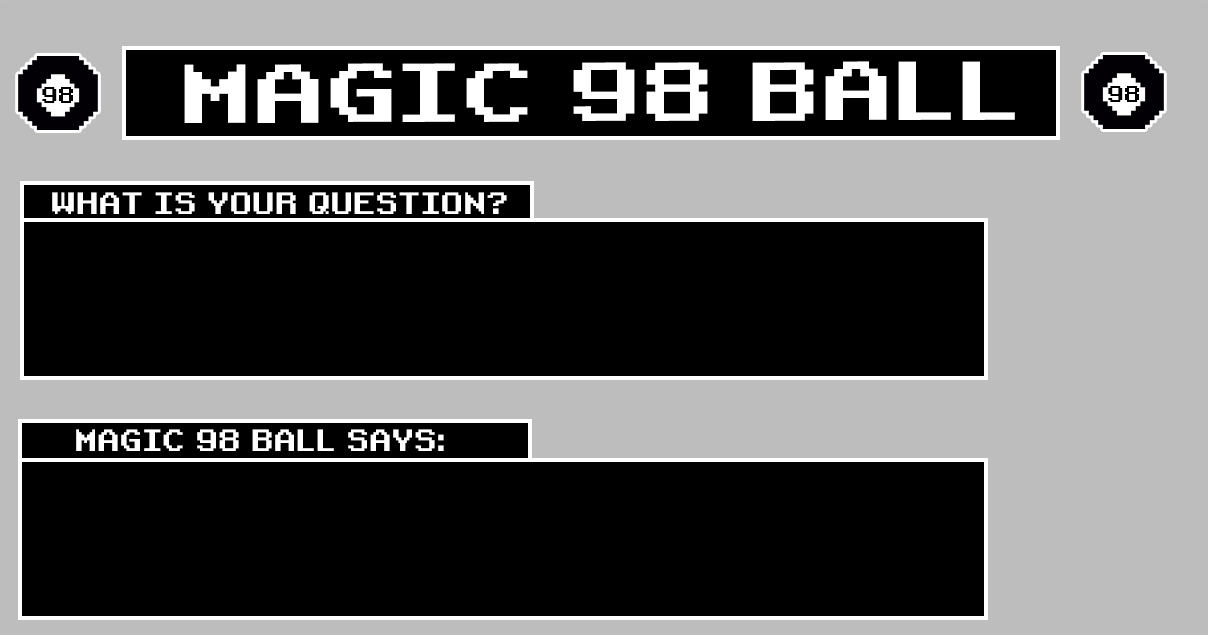 98
MAGIC 98 BALL
98
WHAT IS YOUR QUESTION?
MAGIC 98 BALL SAYS: